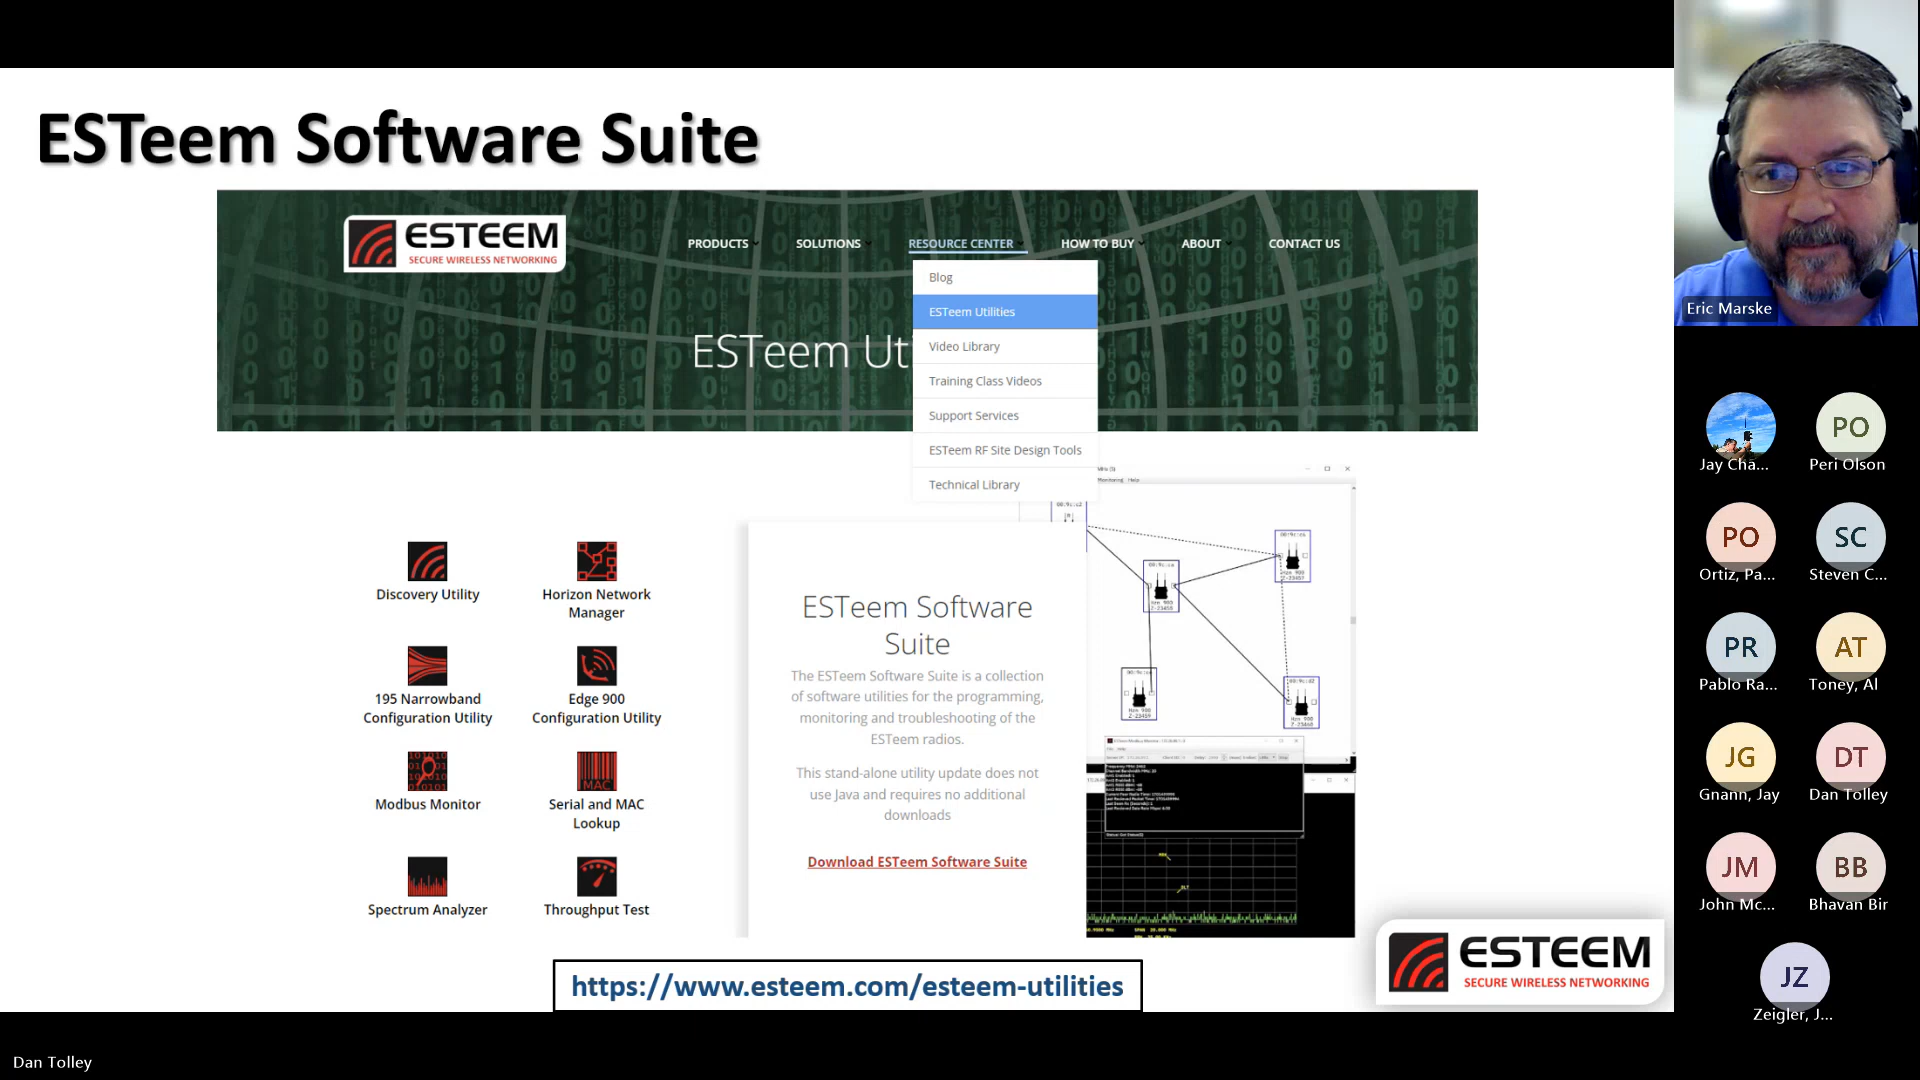 ESTeem Software Suite
ESTEEM
SECURE WIRELESS NETWORKING
PRODUCTS
SOLUTIONS
RESOURCE CENTER
HOW TO BUY
ABOUT
CONTACT US
Blog
ESTeem Utilities
Video Library
Training Class Videos
Support Services
ESTeem RF Site Design Tools
Technical Library
ESTeem Uti
Discovery Utility
Horizon Network
Manager
195 Narrowband
Configuration Utility
Edge 900
Configuration Utility
Modbus Monitor
MAC
Serial and MAC
Lookup
Spectrum Analyzer
Throughput Test
ESTeem Software
Suite
The ESTeem Software Suite is a collection
of software utilities for the programming,
monitoring and troubleshooting of the
ESTeem radios.
This stand-alone utility update does not
use Java and requires no additional
downloads
Download ESTeem Software Suite
https://www.esteem.com/esteem-utilities
ESTEEM
SECURE WIRELESS NETWORKING
Eric Marske
Jay Cha...
PO
Peri Olson
PO
Ortiz, Pa...
SC
Steven C...
PR
Pablo Ra...
AT
Toney, Al
JG
Gnann, Jay
DT
Dan Tolley
JM
John Mc...
BB
Bhavan Bir
JZ
Zeigler, J...
Dan Tolley